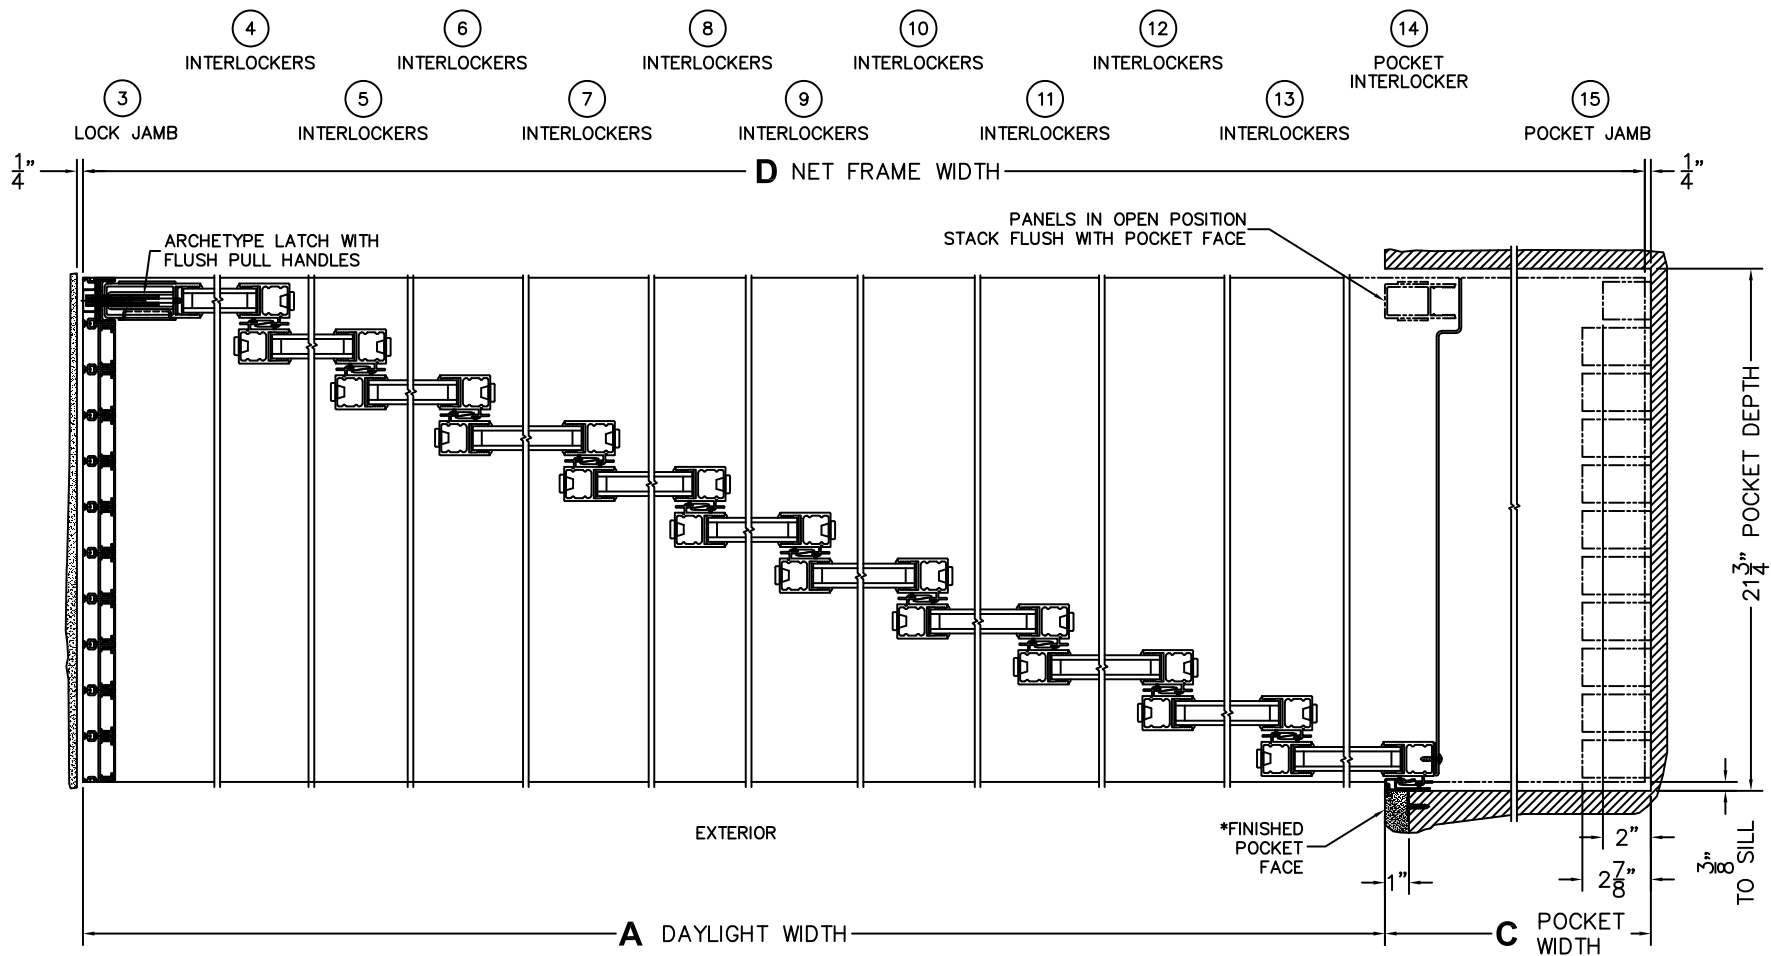 4
INTERLOCKERS
6
INTERLOCKERS
8
INTERLOCKERS
10
INTERLOCKERS
12
INTERLOCKERS
14
POCKET
INTERLOCKER
3
LOCK JAMB
5
INTERLOCKERS
7
INTERLOCKERS
9
INTERLOCKERS
11
INTERLOCKERS
13
INTERLOCKERS
15
POCKET JAMB
1/4"
D NET FRAME WIDTH
1/4"
ARCHETYPE LATCH WITH
FLUSH PULL HANDLES
PANELS IN OPEN POSITION
STACK FLUSH WITH POCKET FACE
21 3/4" POCKET DEPTH
EXTERIOR
*FINISHED
POCKET
FACE
1"
2"
2 7/8"
3/8"
TO SILL
A DAYLIGHT WIDTH
C POCKET
WIDTH